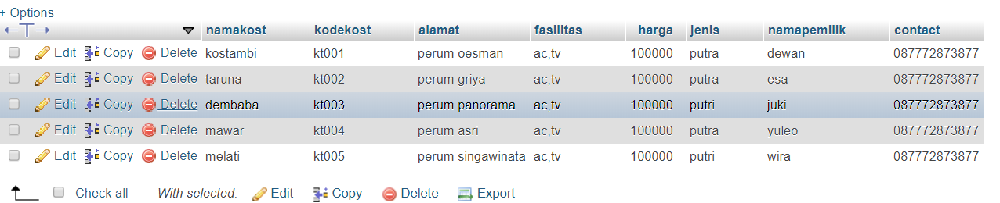 + Options
←T→ namakost kodekost alamat fasilitas harga jenis namapemilik contact
Edit Copy Delete kostambi kt001 perum oesman ac,tv 100000 putra dewan 087772873877
Edit Copy Delete taruna kt002 perum griya ac,tv 100000 putra esa 087772873877
Edit Copy Delete dembaba kt003 perum panorama ac,tv 100000 putri juki 087772873877
Edit Copy Delete mawar kt004 perum asri ac,tv 100000 putra yuleo 087772873877
Edit Copy Delete melati kt005 perum singawinata ac,tv 100000 putri wira 087772873877
Check all With selected: Edit Copy Delete Export